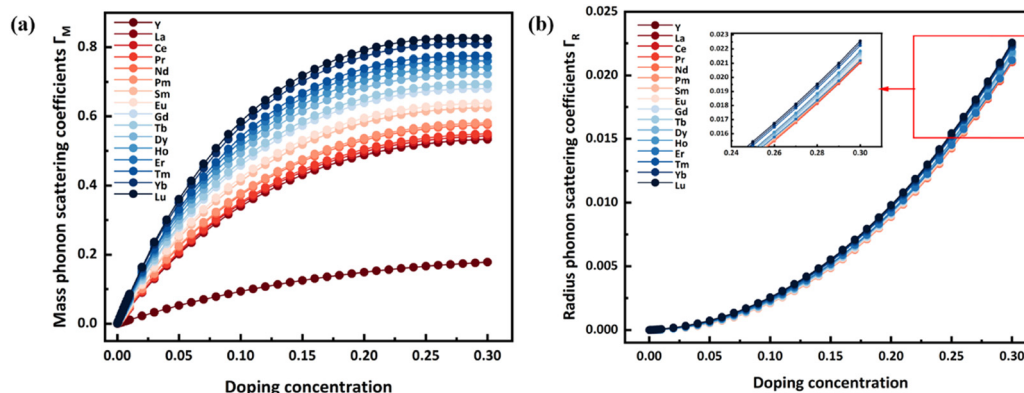 (a)
Mass phonon scattering coefficients Γ_M
0.8
0.6
0.4
0.2
0.0
Y
La
Ce
Pr
Nd
Pm
Sm
Eu
Gd
Tb
Dy
Ho
Er
Tm
Yb
Lu
0.00 0.05 0.10 0.15 0.20 0.25 0.30
Doping concentration
(b)
Radius phonon scattering coefficients Γ_R
0.020
0.015
0.010
0.005
0.000
Y
La
Ce
Pr
Nd
Pm
Sm
Eu
Gd
Tb
Dy
Ho
Er
Tm
Yb
Lu
0.023
0.022
0.021
0.020
0.019
0.018
0.017
0.016
0.24 0.26 0.28 0.30
0.00 0.05 0.10 0.15 0.20 0.25 0.30
Doping concentration